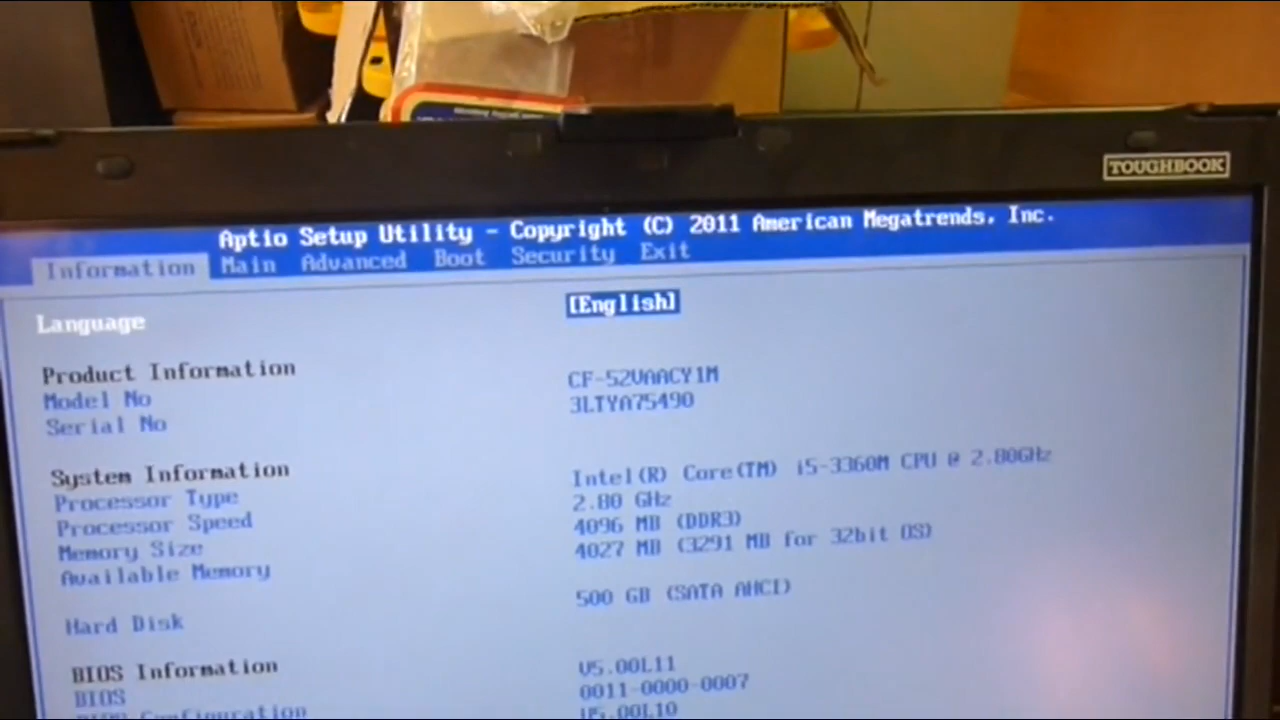 TOUGHBOOK
Aptio Setup Utility - Copyright (C) 2011 American Megatrends, Inc.
Information Main Advanced Boot Security Exit
Language [English]
Product Information
Model No CF-52VAACY1M
Serial No 3LTYA75490
System Information
Processor Type Intel(R) Core(TM) i5-3360M CPU @ 2.80GHz
Processor Speed 2.80 GHz
Memory Size 4096 MB (DDR3)
Available Memory 4027 MB (3291 MB for 32bit OS)
Hard Disk 500 GB (SATA AHCI)
BIOS Information
BIOS V5.00L11
BIOS Configuration 0011-0000-0007
V5.00L10